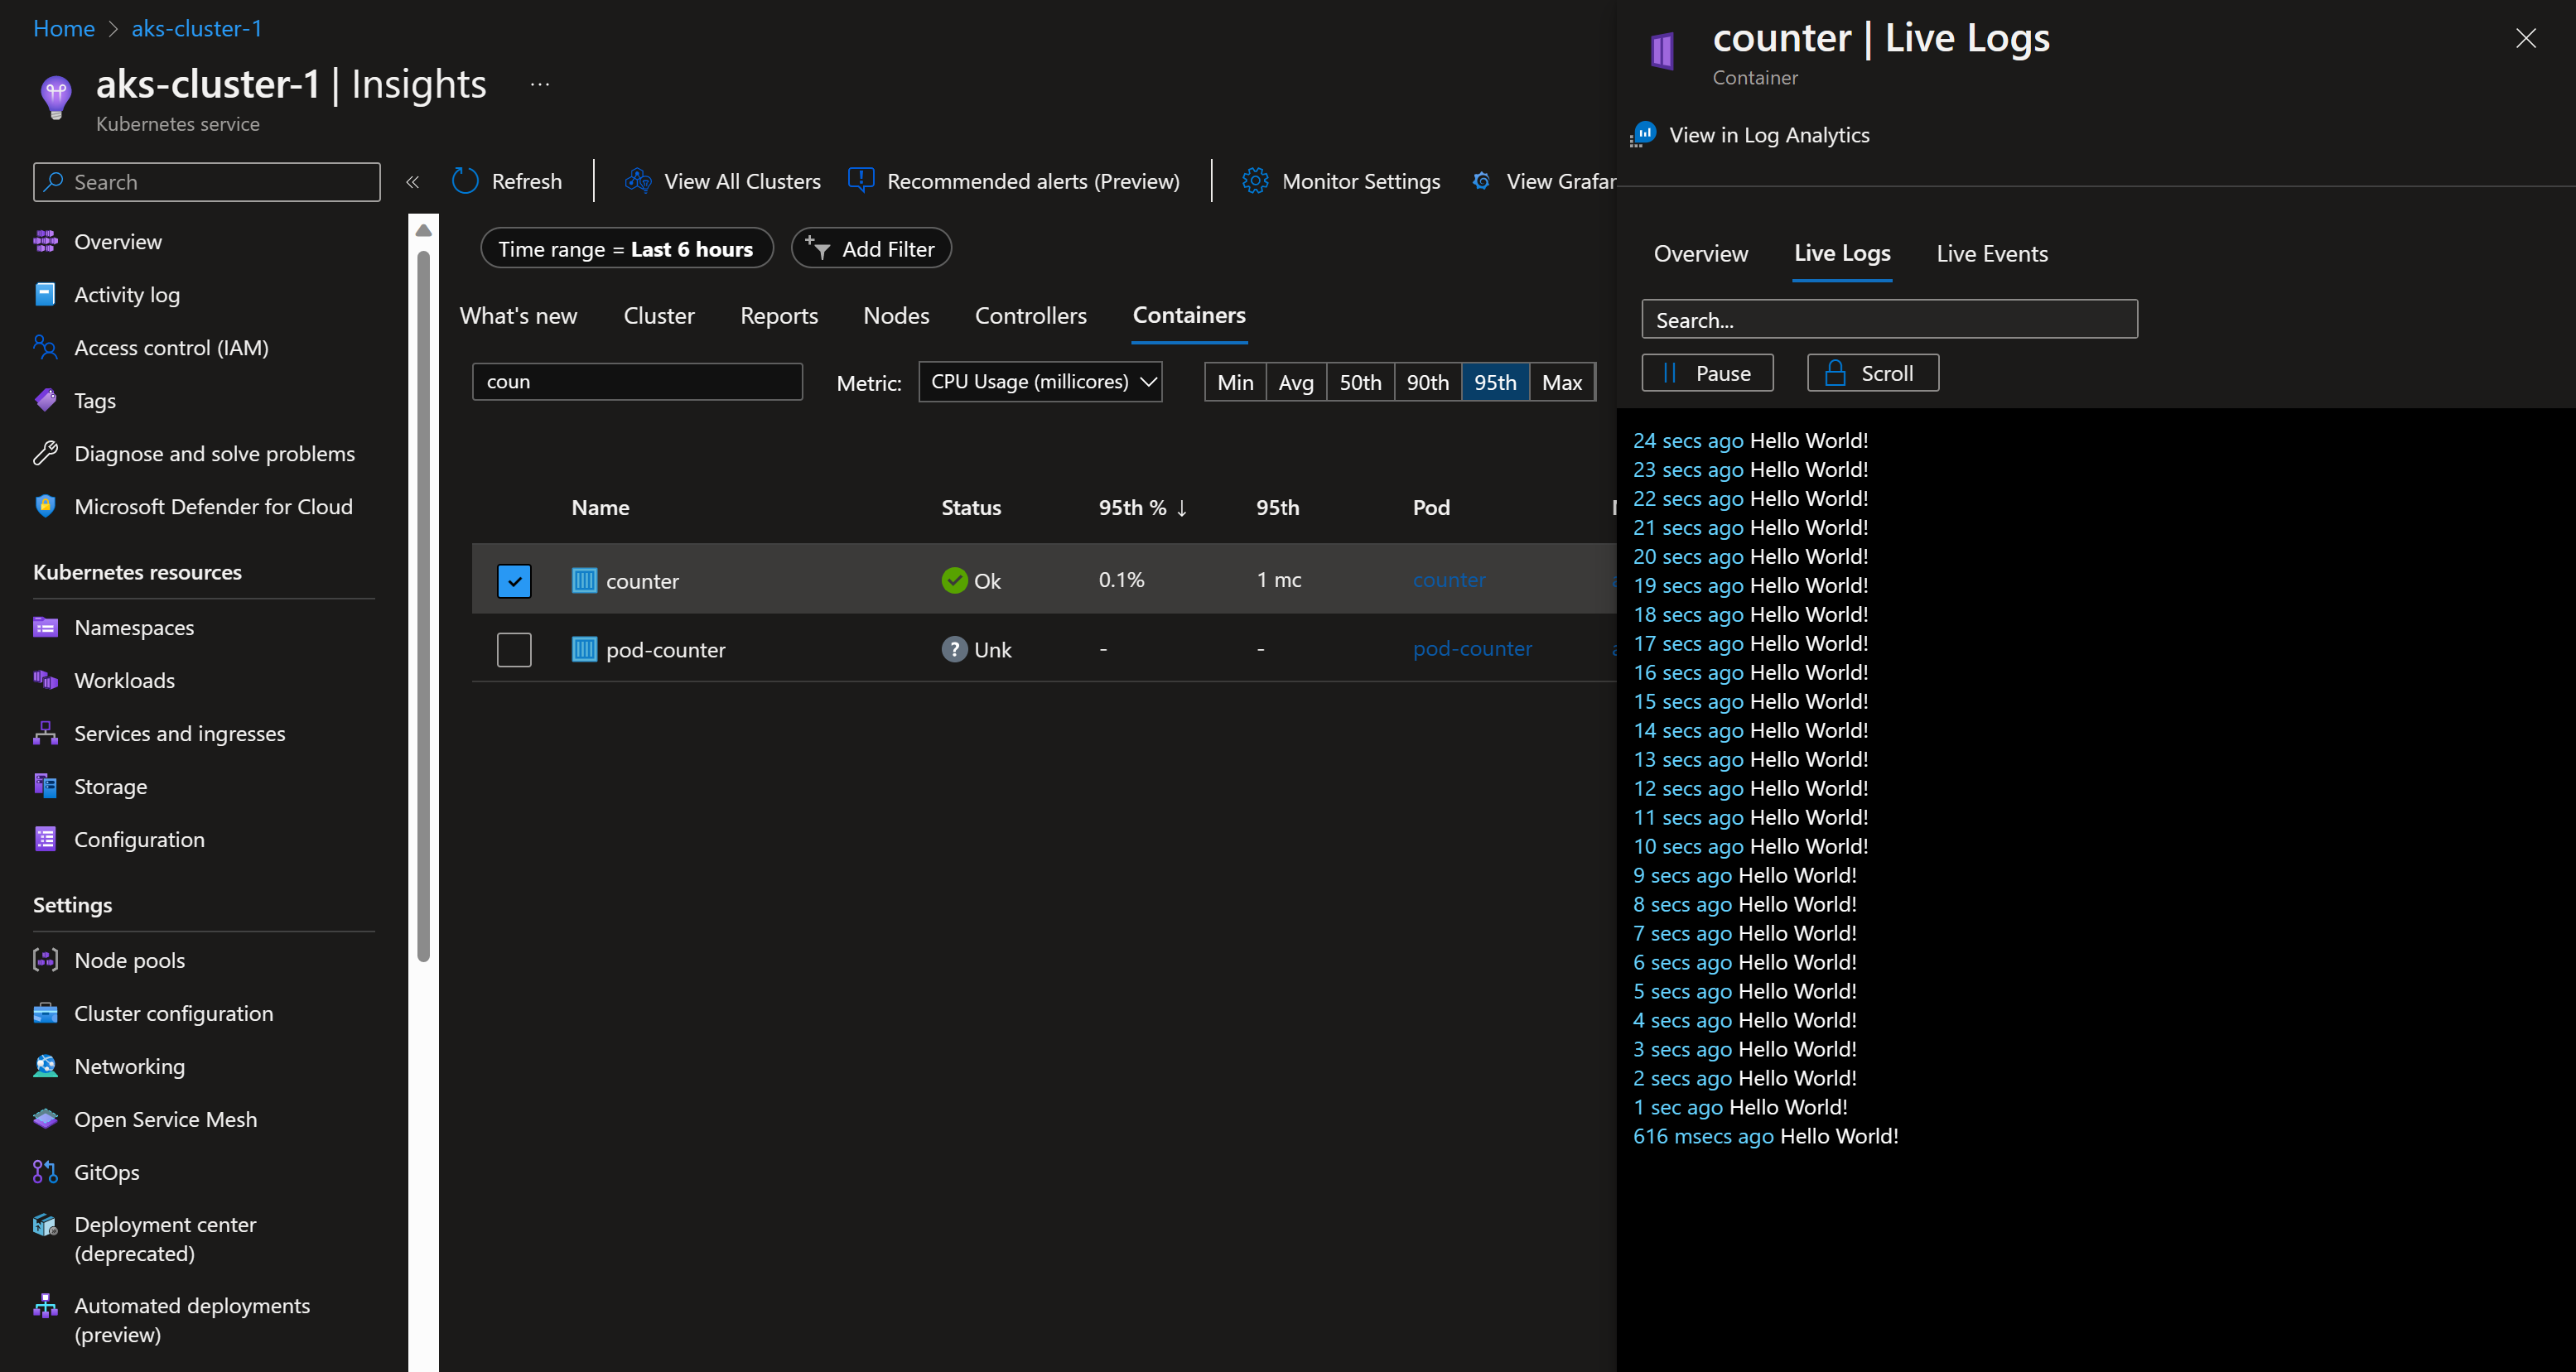 Home > aks-cluster-1
aks-cluster-1 | Insights ...
Kubernetes service
Search
«
Refresh
View All Clusters
Recommended alerts (Preview)
Monitor Settings
View Grafar
Overview
Activity log
Access control (IAM)
Tags
Diagnose and solve problems
Microsoft Defender for Cloud
Kubernetes resources
Namespaces
Workloads
Services and ingresses
Storage
Configuration
Settings
Node pools
Cluster configuration
Networking
Open Service Mesh
GitOps
Deployment center
(deprecated)
Automated deployments
(preview)
Time range = Last 6 hours
Add Filter
What's new Cluster Reports Nodes Controllers Containers
coun
Metric: CPU Usage (millicores)
Min Avg 50th 90th 95th Max
Name Status 95th % ↓ 95th Pod
counter Ok 0.1% 1 mc counter
pod-counter Unk - - pod-counter
counter | Live Logs
Container
View in Log Analytics
Overview Live Logs Live Events
Search...
Pause Scroll
24 secs ago Hello World!
23 secs ago Hello World!
22 secs ago Hello World!
21 secs ago Hello World!
20 secs ago Hello World!
19 secs ago Hello World!
18 secs ago Hello World!
17 secs ago Hello World!
16 secs ago Hello World!
15 secs ago Hello World!
14 secs ago Hello World!
13 secs ago Hello World!
12 secs ago Hello World!
11 secs ago Hello World!
10 secs ago Hello World!
9 secs ago Hello World!
8 secs ago Hello World!
7 secs ago Hello World!
6 secs ago Hello World!
5 secs ago Hello World!
4 secs ago Hello World!
3 secs ago Hello World!
2 secs ago Hello World!
1 sec ago Hello World!
616 msecs ago Hello World!